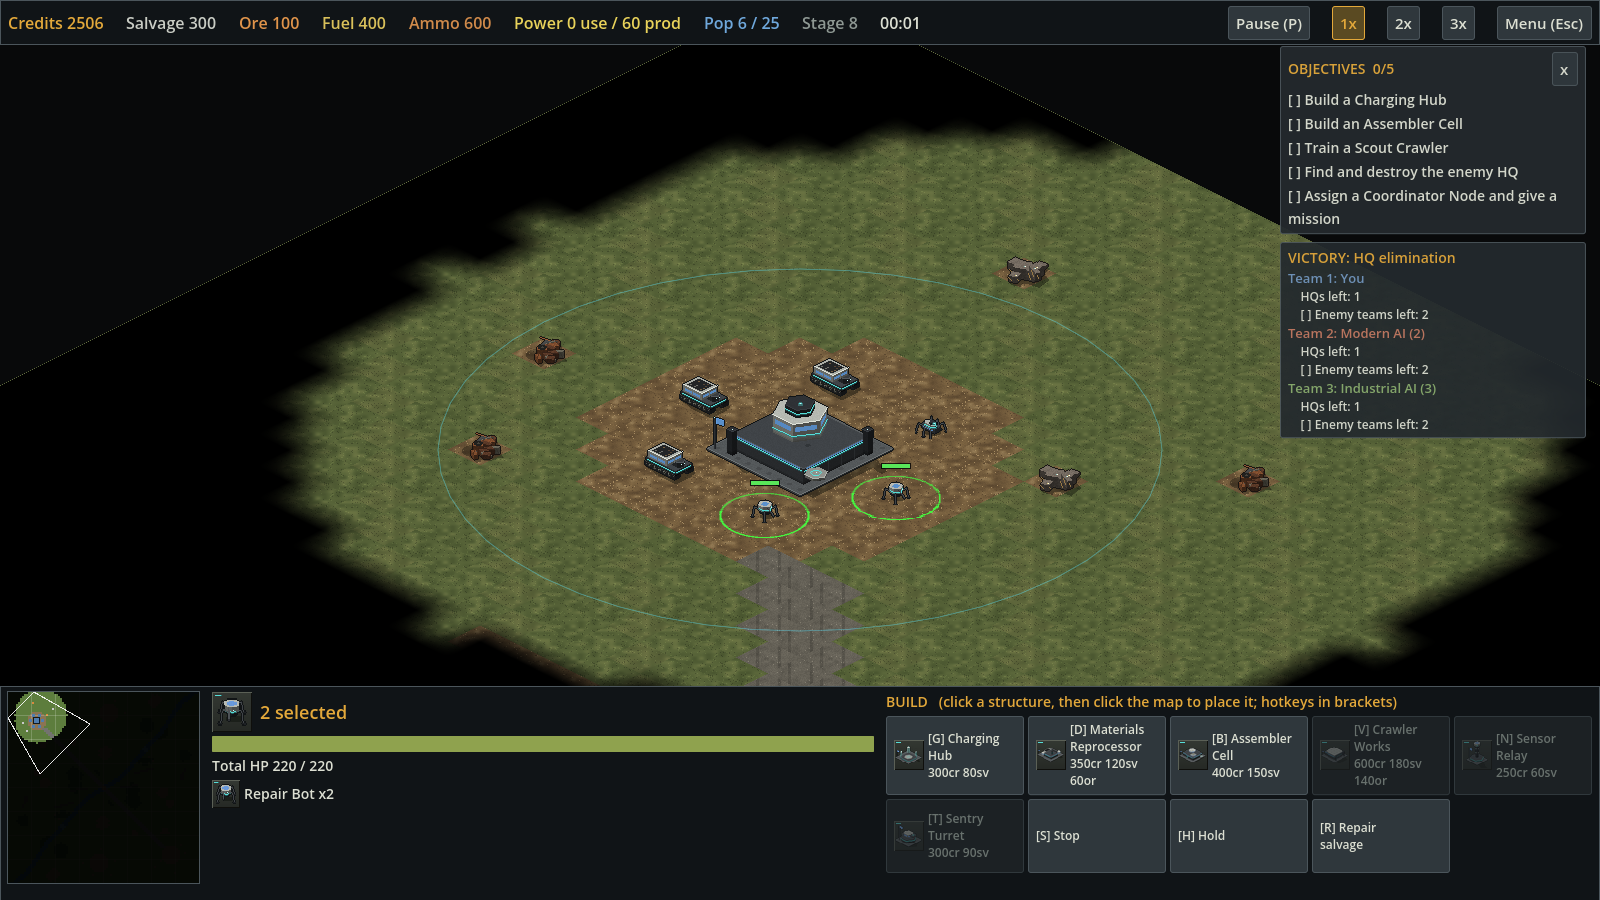 Credits 2506 Salvage 300 Ore 100 Fuel 400 Ammo 600 Power 0 use / 60 prod Pop 6 / 25 Stage 8 00:01 Pause (P) 1x 2x 3x Menu (Esc)
OBJECTIVES 0/5 x
[ ] Build a Charging Hub
[ ] Build an Assembler Cell
[ ] Train a Scout Crawler
[ ] Find and destroy the enemy HQ
[ ] Assign a Coordinator Node and give a
mission
VICTORY: HQ elimination
Team 1: You
HQs left: 1
[ ] Enemy teams left: 2
Team 2: Modern AI (2)
HQs left: 1
[ ] Enemy teams left: 2
Team 3: Industrial AI (3)
HQs left: 1
[ ] Enemy teams left: 2
2 selected
Total HP 220 / 220
Repair Bot x2
BUILD (click a structure, then click the map to place it; hotkeys in brackets)
[G] Charging
Hub
300cr 80sv
[D] Materials
Reprocessor
350cr 120sv
60or
[B] Assembler
Cell
400cr 150sv
[V] Crawler
Works
600cr 180sv
140or
[N] Sensor
Relay
250cr 60sv
[T] Sentry
Turret
300cr 90sv
[S] Stop
[H] Hold
[R] Repair
salvage